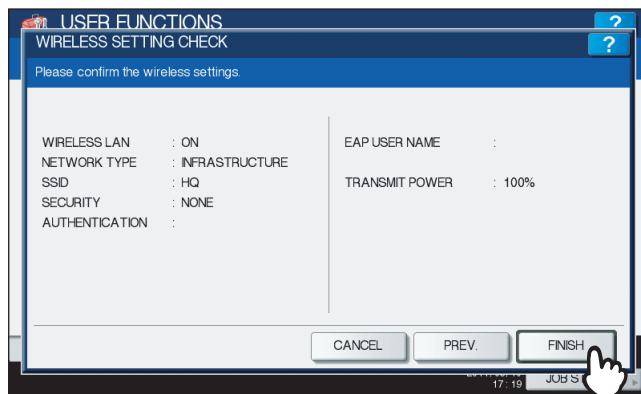 USER FUNCTIONS
?
WIRELESS SETTING CHECK
?
Please confirm the wireless settings.
WIRELESS LAN : ON
NETWORK TYPE : INFRASTRUCTURE
SSID : HQ
SECURITY : NONE
AUTHENTICATION :
EAP USER NAME :
TRANSMIT POWER : 100%
CANCEL
PREV.
FINISH
17 : 19
JOB S